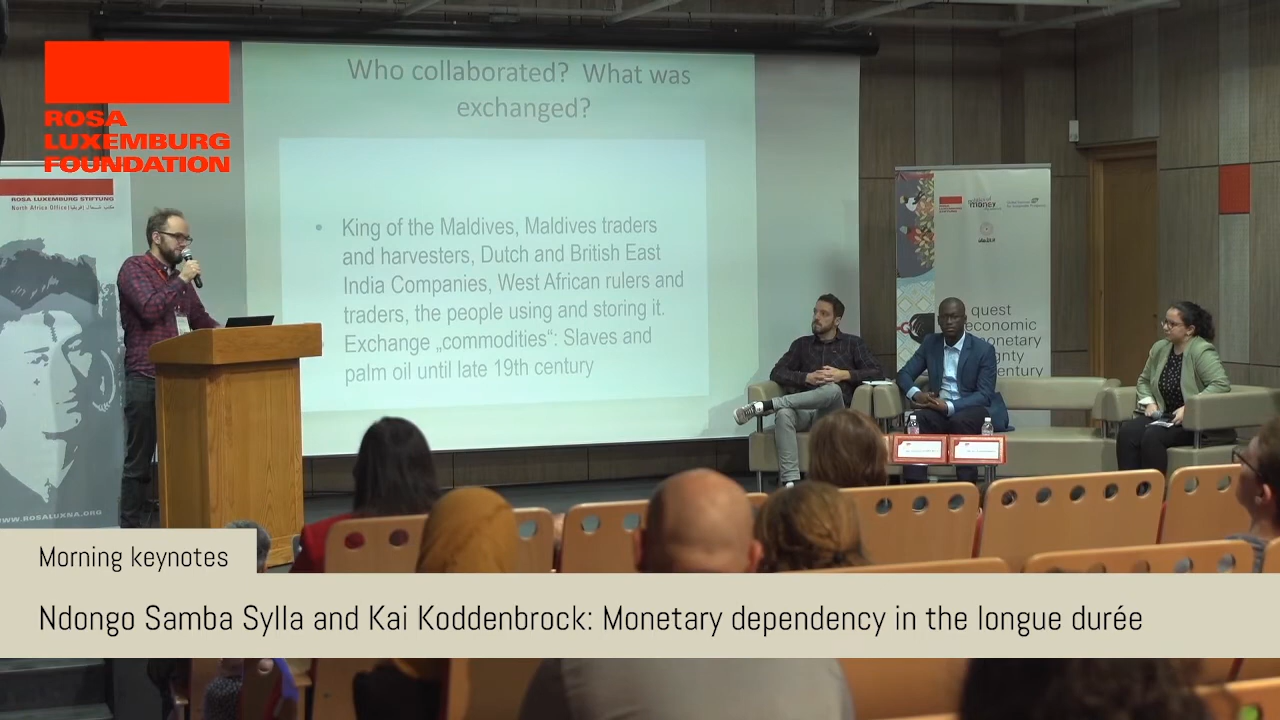 ROSA
LUXEMBURG
FOUNDATION
Who collaborated? What was
exchanged?
• King of the Maldives, Maldives traders
and harvesters, Dutch and British East
India Companies, West African rulers and
traders, the people using and storing it.
• Exchange „commodities“: Slaves and
palm oil until late 19th century
ROSA LUXEMBURG STIFTUNG
North Africa Office
WWW.ROSALUXNA.ORG
money
quest
economic
monetary
gnty
entury
Morning keynotes
Ndongo Samba Sylla and Kai Koddenbrock: Monetary dependency in the longue durée